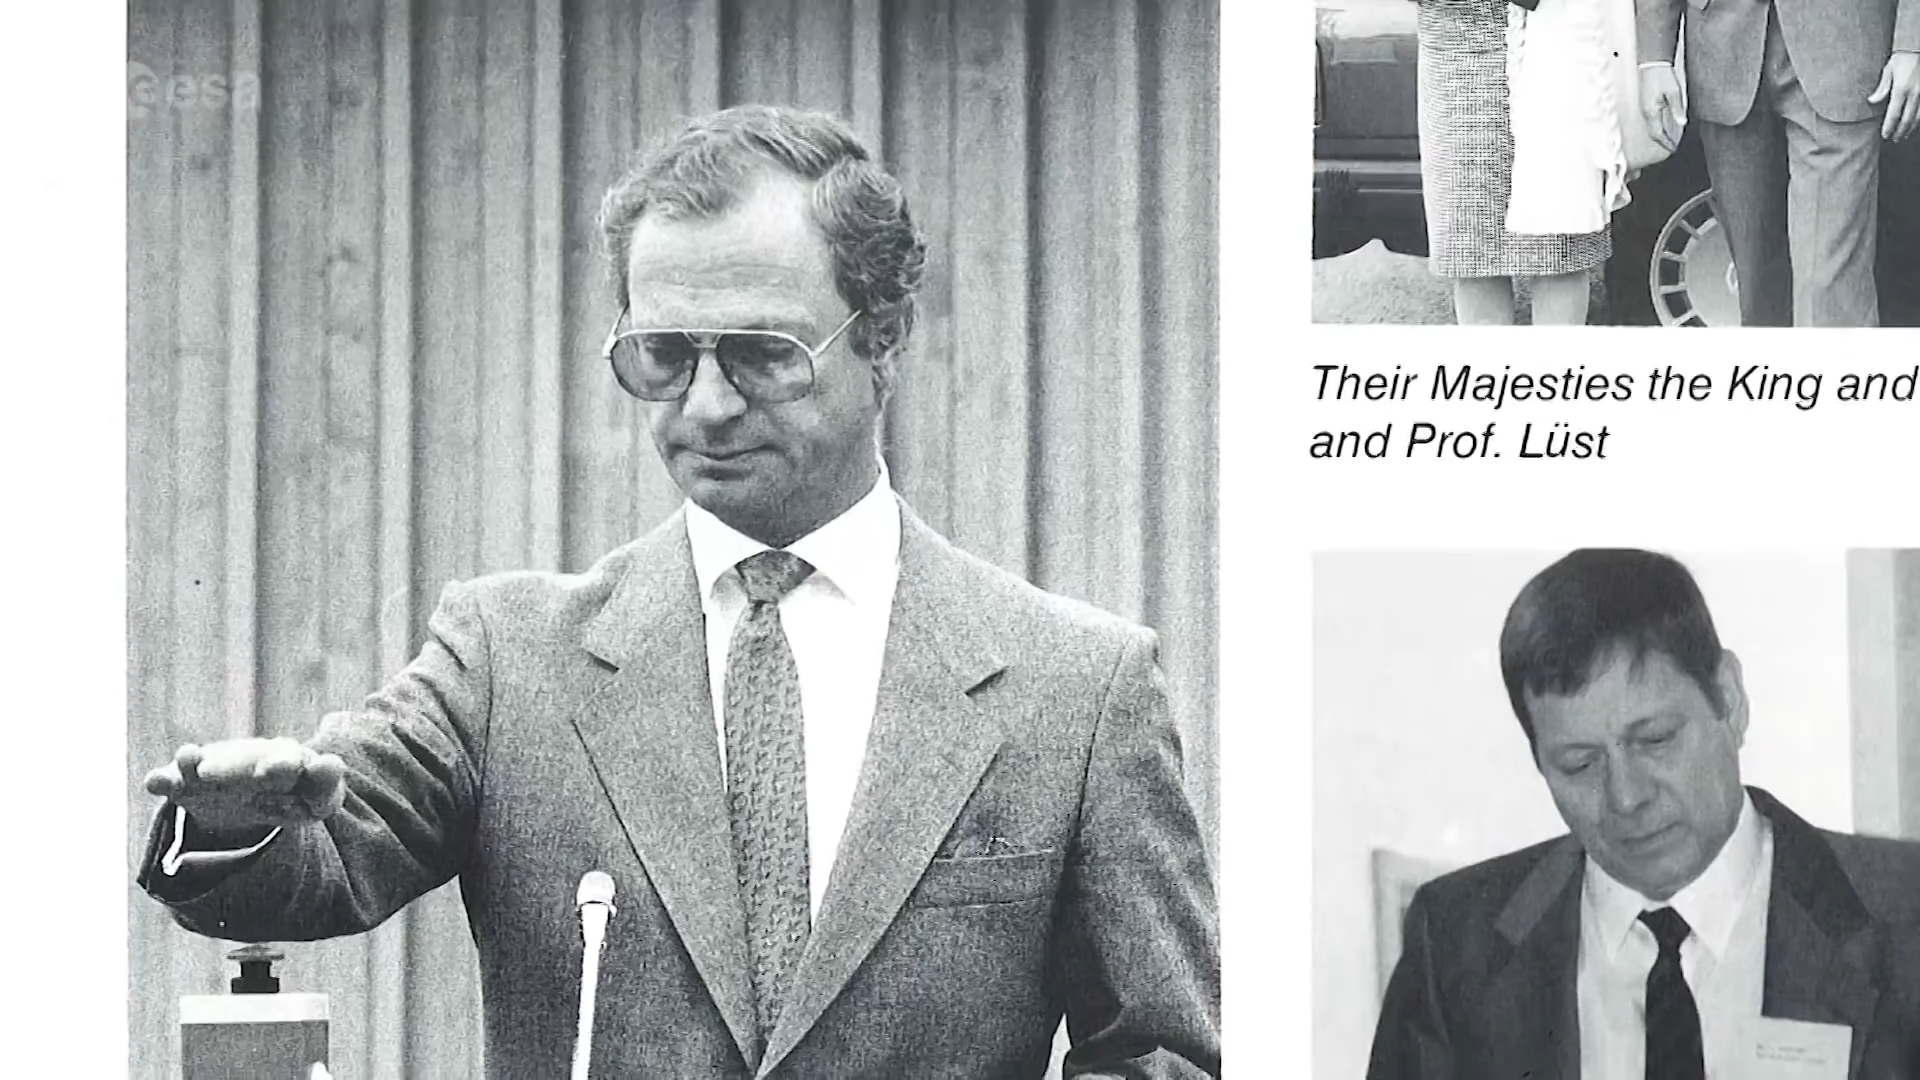 esa
Their Majesties the King and
and Prof. Lüst